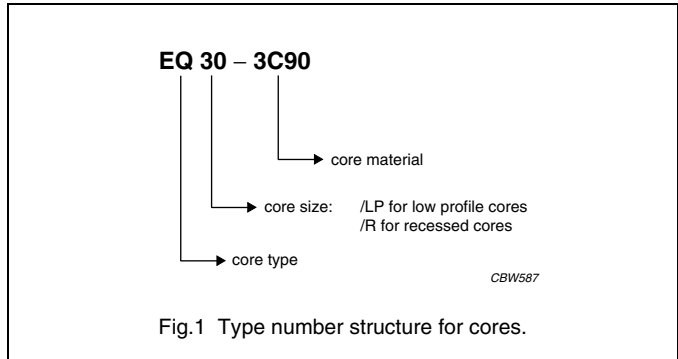 EQ 30 – 3C90
core material
core size: /LP for low profile cores
/R for recessed cores
core type
CBW587
Fig.1 Type number structure for cores.